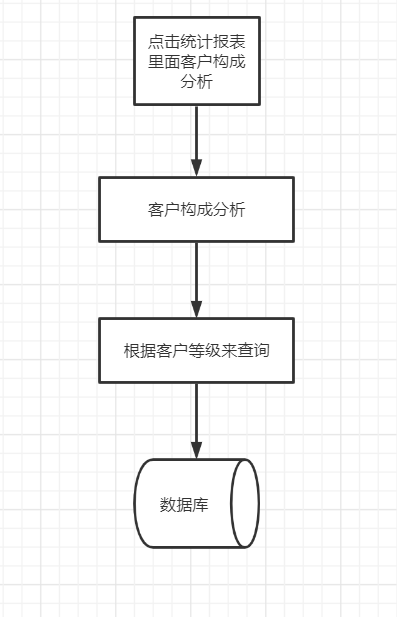 点击统计报表
里面客户构成
分析
客户构成分析
根据客户等级来查询
数据库